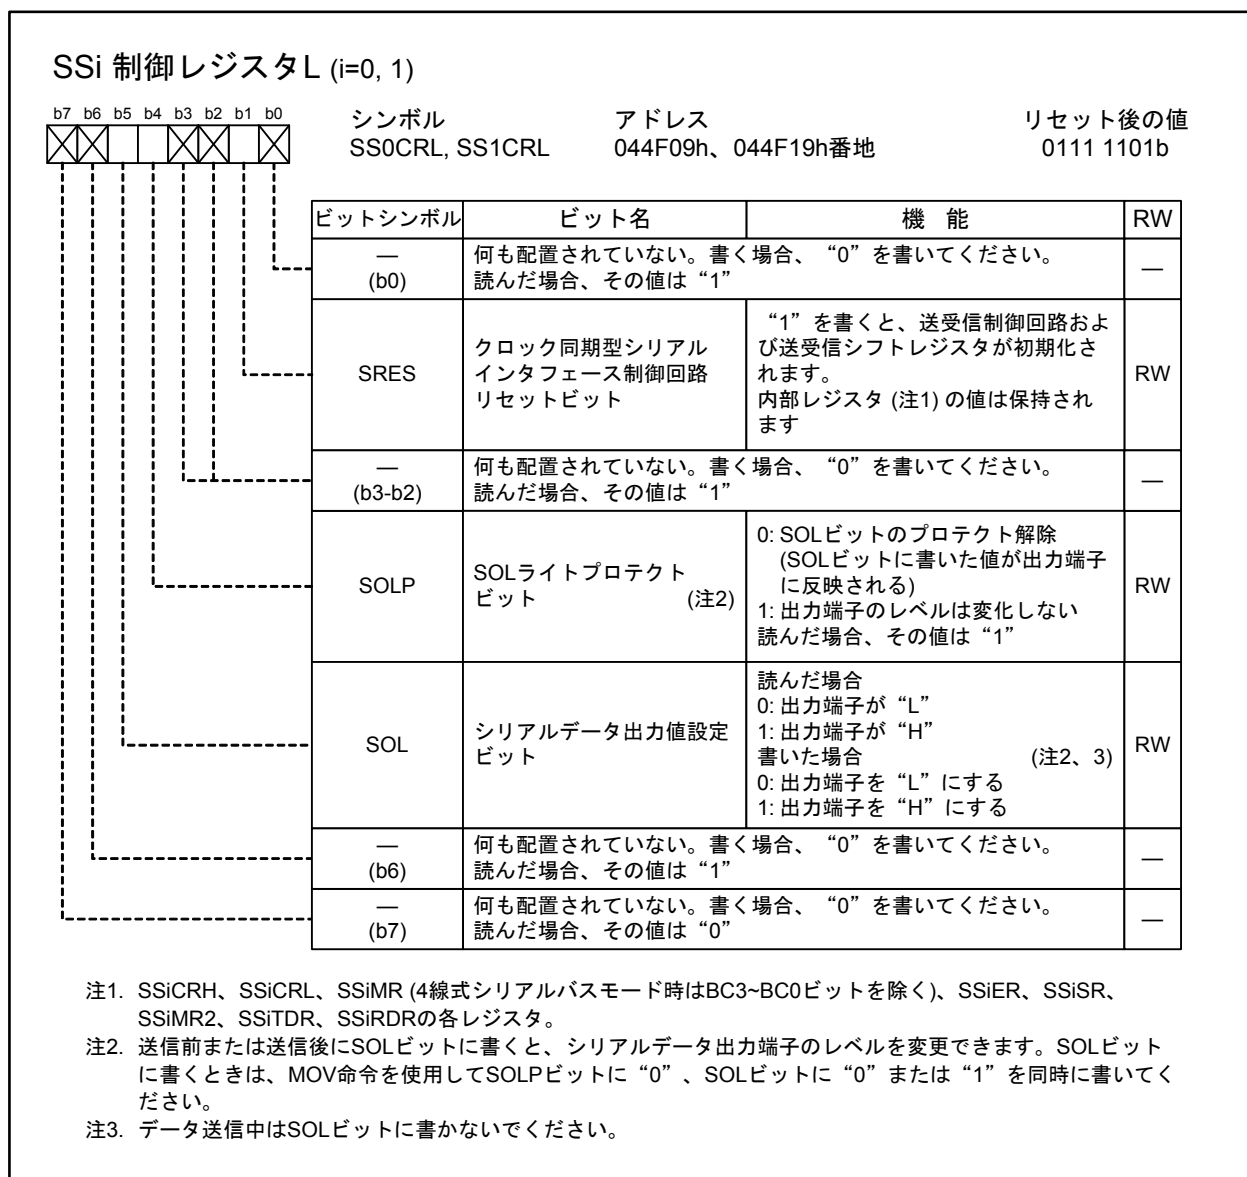 SSi 制御レジスタL (i=0, 1)
b7 b6 b5 b4 b3 b2 b1 b0
シンボル アドレス リセット後の値
SS0CRL, SS1CRL 044F09h、044F19h番地 0111 1101b
ビットシンボル ビット名 機 能 RW
—
(b0)
何も配置されていない。書く場合、“0”を書いてください。
読んだ場合、その値は“1”
—
SRES
クロック同期型シリアル
インタフェース制御回路
リセットビット
“1”を書くと、送受信制御回路およ
び送受信シフトレジスタが初期化さ
れます。
内部レジスタ (注1) の値は保持され
ます
RW
—
(b3-b2)
何も配置されていない。書く場合、“0”を書いてください。
読んだ場合、その値は“1”
—
SOLP
SOLライトプロテクト
ビット (注2)
0: SOLビットのプロテクト解除
(SOLビットに書いた値が出力端子
に反映される)
1: 出力端子のレベルは変化しない
読んだ場合、その値は“1”
RW
SOL
シリアルデータ出力値設定
ビット
読んだ場合
0: 出力端子が“L”
1: 出力端子が“H”
書いた場合 (注2、3)
0: 出力端子を“L”にする
1: 出力端子を“H”にする
RW
—
(b6)
何も配置されていない。書く場合、“0”を書いてください。
読んだ場合、その値は“1”
—
—
(b7)
何も配置されていない。書く場合、“0”を書いてください。
読んだ場合、その値は“0”
—
注1. SSiCRH、SSiCRL、SSiMR (4線式シリアルバスモード時はBC3~BC0ビットを除く)、SSiER、SSiSR、
SSiMR2、SSiTDR、SSiRDRの各レジスタ。
注2. 送信前または送信後にSOLビットに書くと、シリアルデータ出力端子のレベルを変更できます。SOLビット
に書くときは、MOV命令を使用してSOLPビットに“0”、SOLビットに“0”または“1”を同時に書いてく
ださい。
注3. データ送信中はSOLビットに書かないでください。